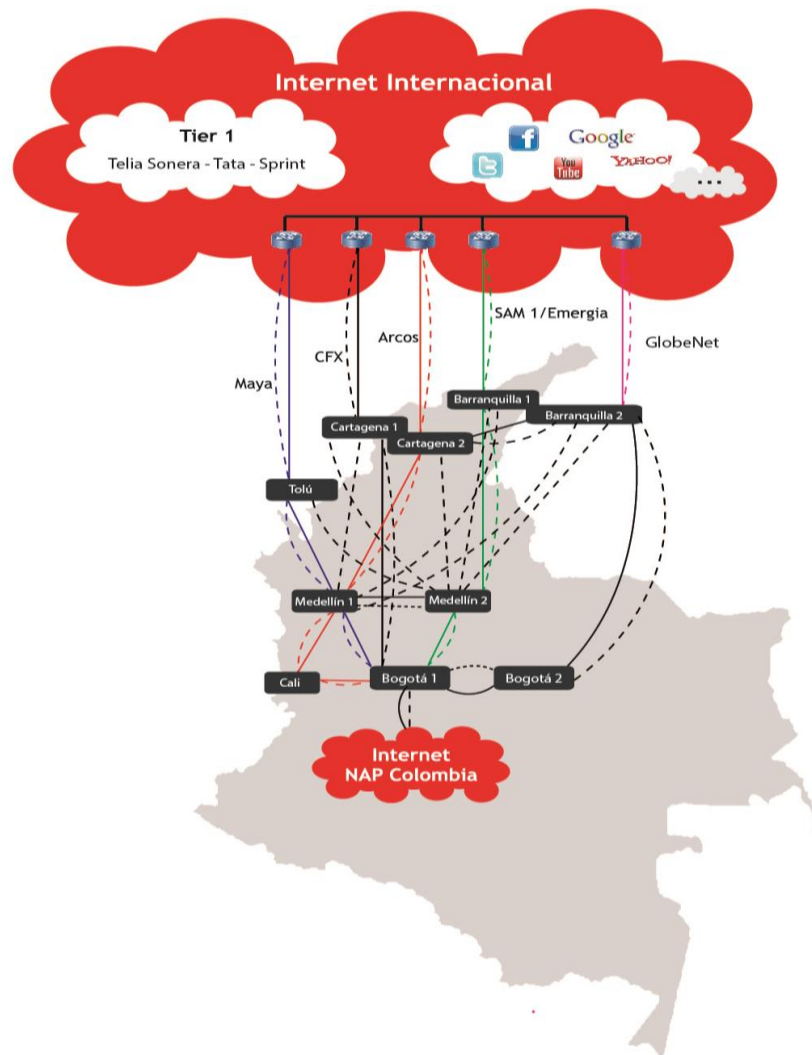 Internet Internacional
Tier 1
Telia Sonera - Tata - Sprint
f
Google
t
You
Tube
YAHOO!
...
SAM 1/Emergia
Arcos
GlobeNet
CFX
Maya
Barranquilla 1
Barranquilla 2
Cartagena 1
Cartagena 2
Tolú
Medellín 1
Medellín 2
Cali
Bogotá 1
Bogotá 2
Internet
NAP Colombia